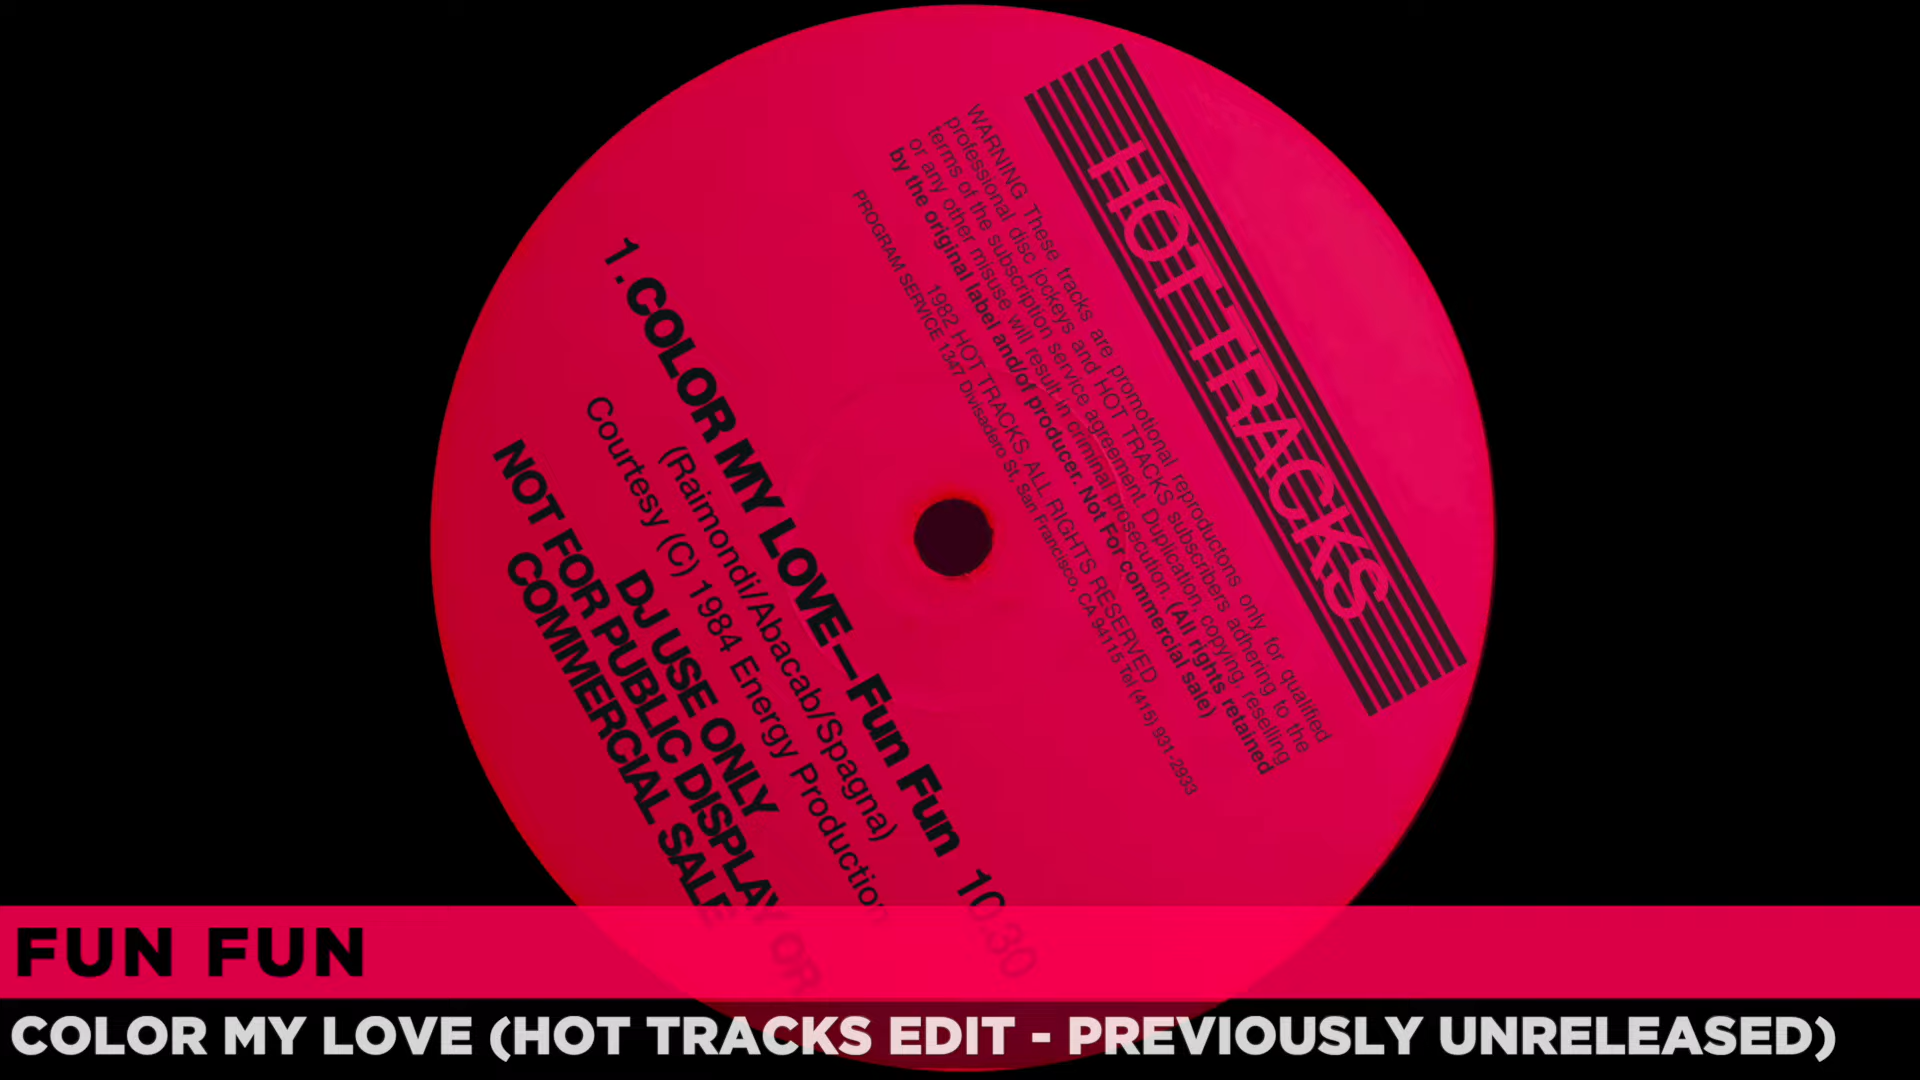 HOT TRACKS
WARNING These tracks are promotional reproductons only for qualified
professional disc jockeys and HOT TRACKS subscribers adhering to the
terms of the subscription service agreement. Duplication, copying, reselling
or any other misuse will result in criminal prosecution. (All rights retained
by the original label and/of producer. Not For commercial sale)
1982 HOT TRACKS ALL RIGHTS RESERVED
PROGRAM SERVICE 1347 Divisadero St, San Francisco, CA 94115 Tel (415) 931-2933
1.COLOR MY LOVE—Fun Fun 10:30
(Raimondi/Abacab/Spagna)
Courtesy (C) 1984 Energy Production
DJ USE ONLY
NOT FOR PUBLIC DISPLAY OR
COMMERCIAL SALE
FUN FUN
COLOR MY LOVE (HOT TRACKS EDIT - PREVIOUSLY UNRELEASED)